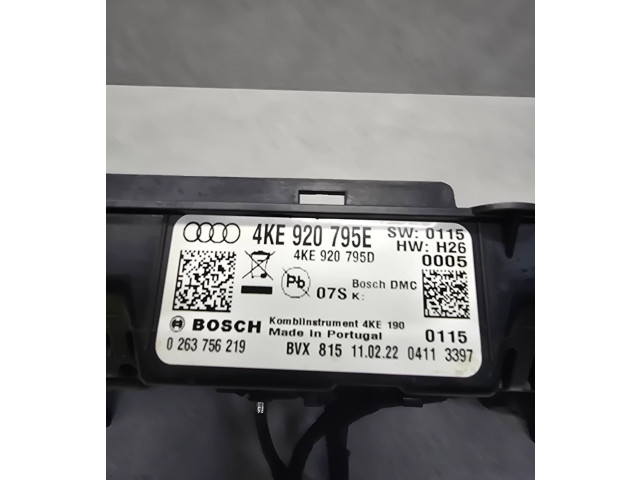 4KE 920 795E SW: 0115
4KE 920 795D HW: H26
0005
Pb 07S K: Bosch DMC
BOSCH Kombiinstrument 4KE 190 0115
Made in Portugal
0 263 756 219 BVX 815 11.02.22 0411 3397